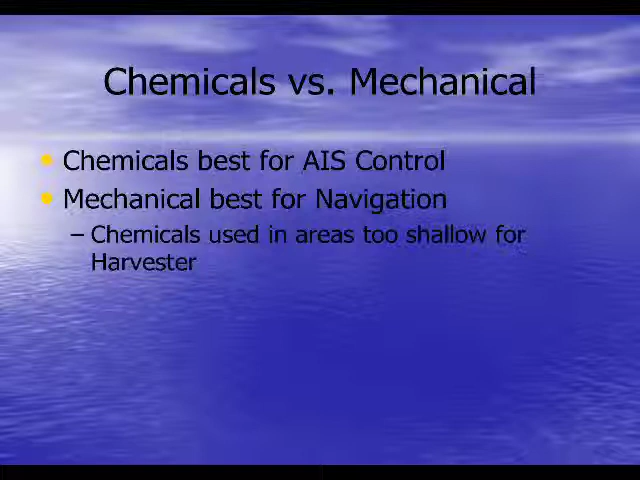 Chemicals vs. Mechanical
• Chemicals best for AIS Control
• Mechanical best for Navigation
– Chemicals used in areas too shallow for
Harvester